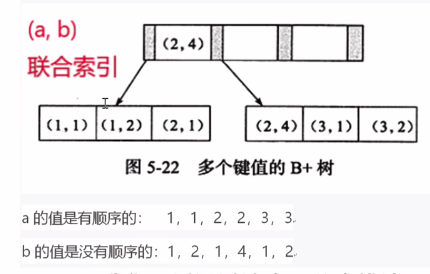 (a, b)
联合索引
(2,4)
(1,1) (1,2) (2,1) (2,4) (3,1) (3,2)
图 5-22 多个键值的 B+ 树
a 的值是有顺序的: 1, 1, 2, 2, 3, 3
b 的值是没有顺序的: 1, 2, 1, 4, 1, 2